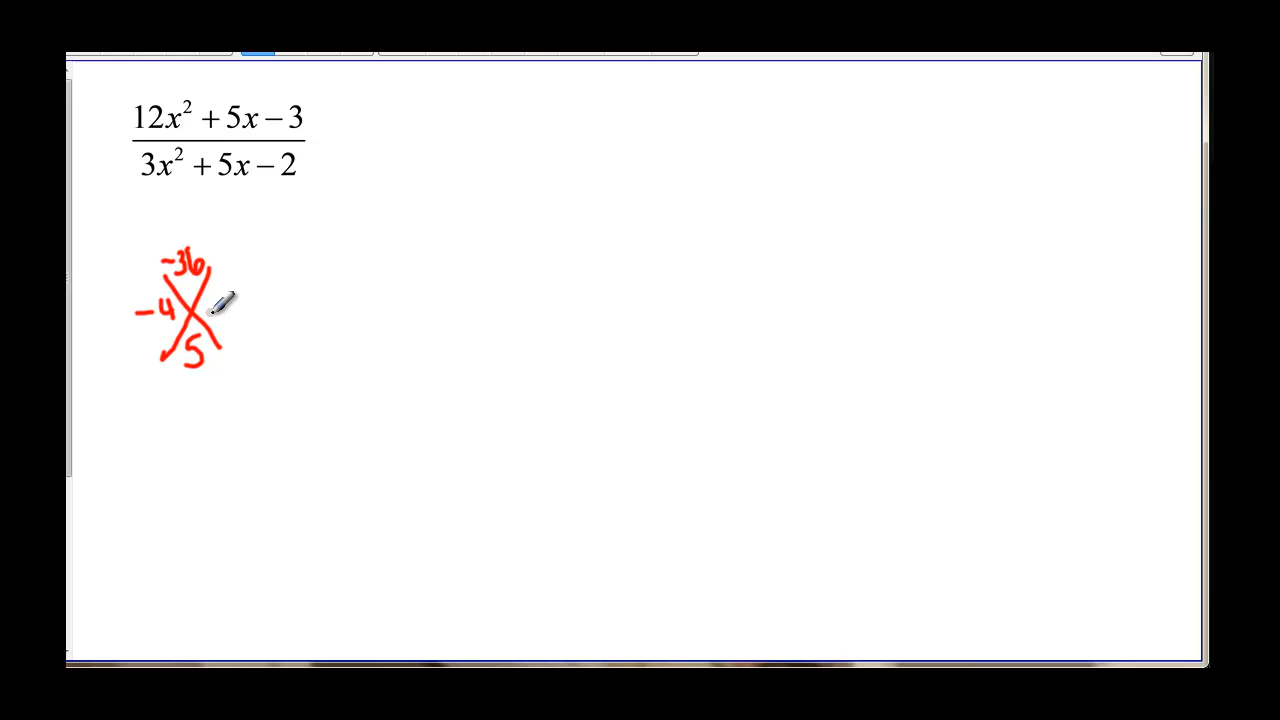 12x² + 5x − 3
3x² + 5x − 2
-36
-4
5